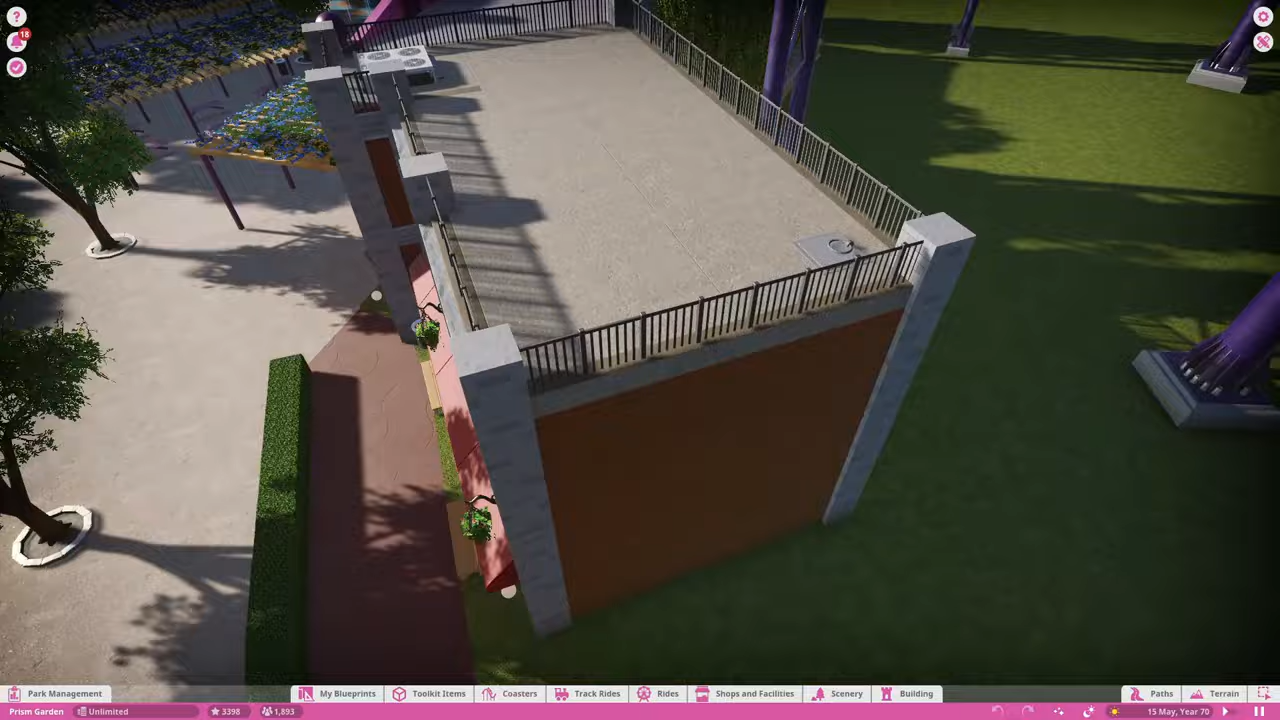 18
Park Management
My Blueprints
Toolkit Items
Coasters
Track Rides
Rides
Shops and Facilities
Scenery
Building
Paths
Terrain
Prism Garden
Unlimited
3398
1,893
15 May, Year 70